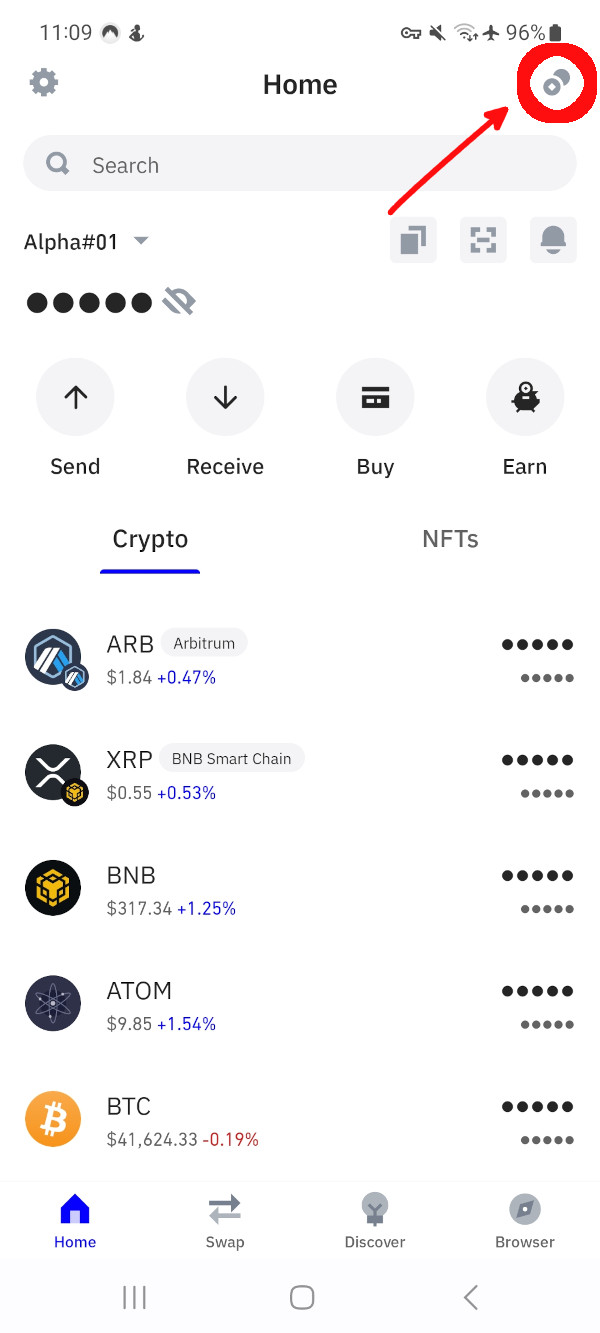 11:09 96%
Home
Search
Alpha#01
Send Receive Buy Earn
Crypto NFTs
ARB Arbitrum
$1.84 +0.47%
XRP BNB Smart Chain
$0.55 +0.53%
BNB
$317.34 +1.25%
ATOM
$9.85 +1.54%
BTC
$41,624.33 -0.19%
Home Swap Discover Browser